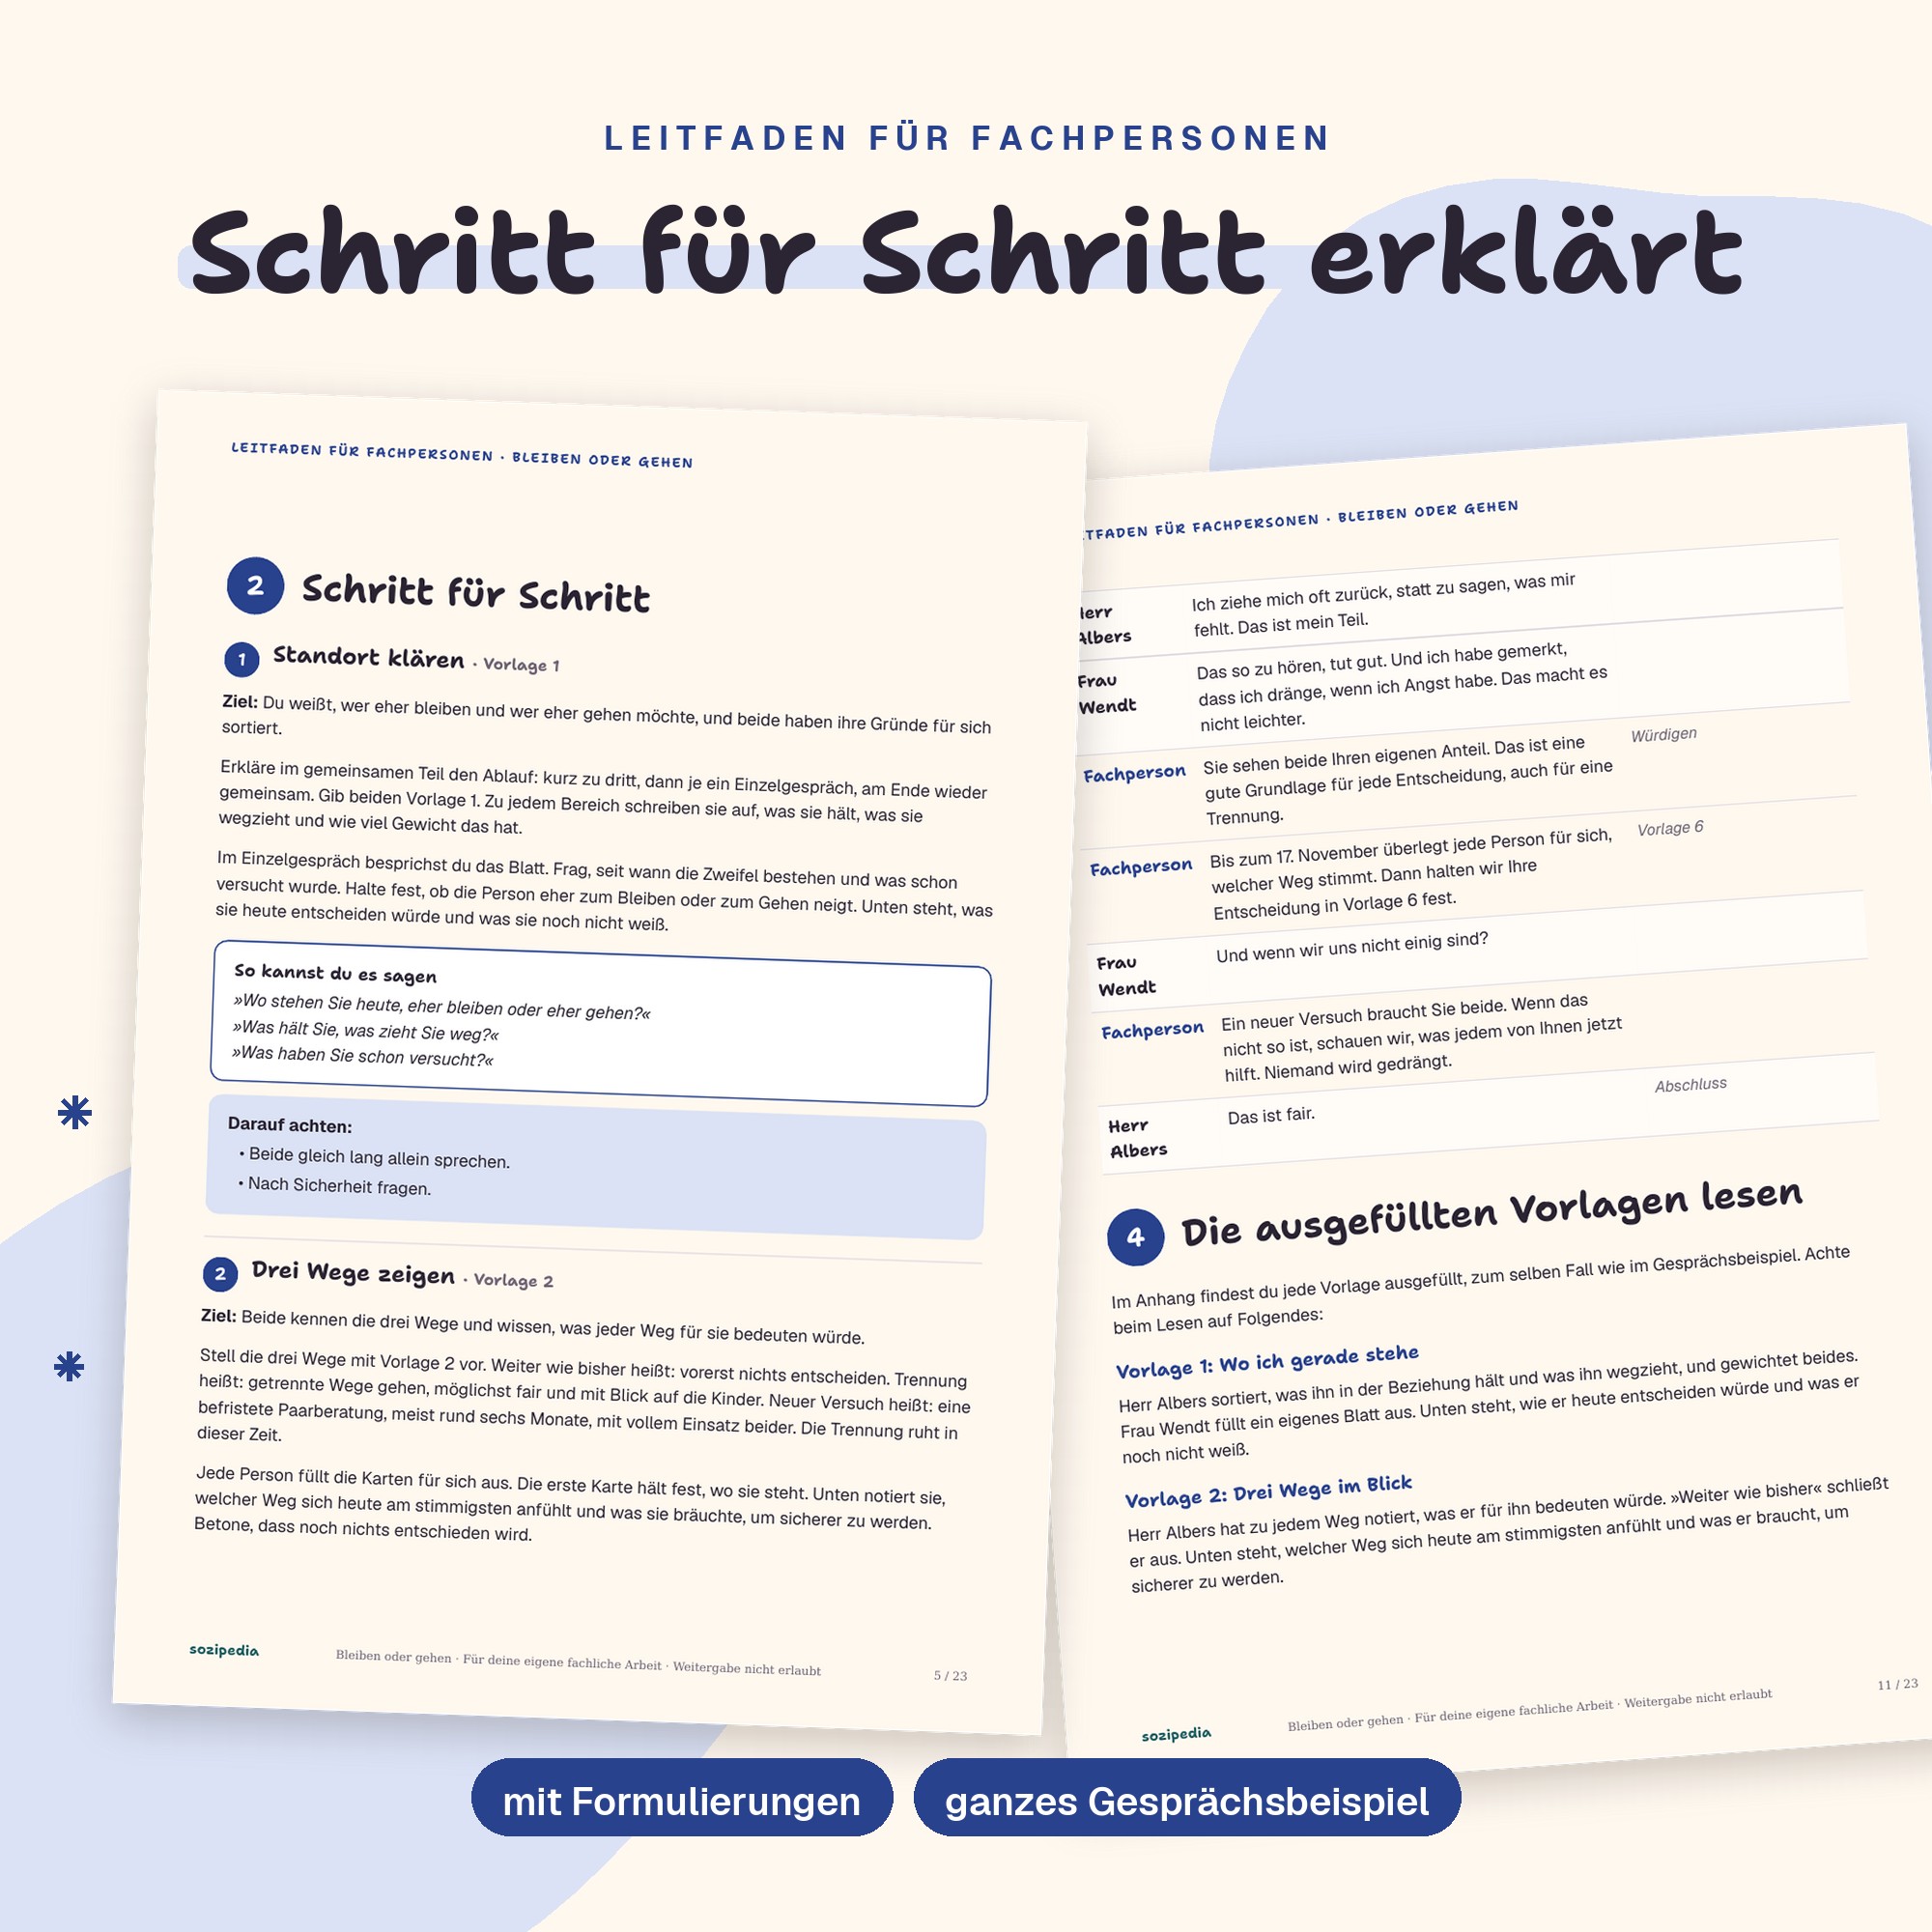 LEITFADEN FÜR FACHPERSONEN
Schritt für Schritt erklärt
LEITFADEN FÜR FACHPERSONEN · BLEIBEN ODER GEHEN
2 Schritt für Schritt
1 Standort klären · Vorlage 1
Ziel: Du weißt, wer eher bleiben und wer eher gehen möchte, und beide haben ihre Gründe für sich
sortiert.
Erkläre im gemeinsamen Teil den Ablauf: kurz zu dritt, dann je ein Einzelgespräch, am Ende wieder
gemeinsam. Gib beiden Vorlage 1. Zu jedem Bereich schreiben sie auf, was sie hält, was sie
wegzieht und wie viel Gewicht das hat.
Im Einzelgespräch besprichst du das Blatt. Frag, seit wann die Zweifel bestehen und was schon
versucht wurde. Halte fest, ob die Person eher zum Bleiben oder zum Gehen neigt. Unten steht, was
sie heute entscheiden würde und was sie noch nicht weiß.
So kannst du es sagen
»Wo stehen Sie heute, eher bleiben oder eher gehen?«
»Was hält Sie, was zieht Sie weg?«
»Was haben Sie schon versucht?«
Darauf achten:
• Beide gleich lang allein sprechen.
• Nach Sicherheit fragen.
2 Drei Wege zeigen · Vorlage 2
Ziel: Beide kennen die drei Wege und wissen, was jeder Weg für sie bedeuten würde.
Stell die drei Wege mit Vorlage 2 vor. Weiter wie bisher heißt: vorerst nichts entscheiden. Trennung
heißt: getrennte Wege gehen, möglichst fair und mit Blick auf die Kinder. Neuer Versuch heißt: eine
befristete Paarberatung, meist rund sechs Monate, mit vollem Einsatz beider. Die Trennung ruht in
dieser Zeit.
Jede Person füllt die Karten für sich aus. Die erste Karte hält fest, wo sie steht. Unten notiert sie,
welcher Weg sich heute am stimmigsten anfühlt und was sie bräuchte, um sicherer zu werden.
Betone, dass noch nichts entschieden wird.
sozipedia Bleiben oder gehen · Für deine eigene fachliche Arbeit · Weitergabe nicht erlaubt 5 / 23
TFADEN FÜR FACHPERSONEN · BLEIBEN ODER GEHEN
Herr Ich ziehe mich oft zurück, statt zu sagen, was mir
Albers fehlt. Das ist mein Teil.
Frau Das so zu hören, tut gut. Und ich habe gemerkt,
Wendt dass ich dränge, wenn ich Angst habe. Das macht es
nicht leichter.
Fachperson Sie sehen beide Ihren eigenen Anteil. Das ist eine Würdigen
gute Grundlage für jede Entscheidung, auch für eine
Trennung.
Fachperson Bis zum 17. November überlegt jede Person für sich, Vorlage 6
welcher Weg stimmt. Dann halten wir Ihre
Entscheidung in Vorlage 6 fest.
Frau Und wenn wir uns nicht einig sind?
Wendt
Fachperson Ein neuer Versuch braucht Sie beide. Wenn das
nicht so ist, schauen wir, was jedem von Ihnen jetzt
hilft. Niemand wird gedrängt.
Herr Das ist fair. Abschluss
Albers
4 Die ausgefüllten Vorlagen lesen
Im Anhang findest du jede Vorlage ausgefüllt, zum selben Fall wie im Gesprächsbeispiel. Achte
beim Lesen auf Folgendes:
Vorlage 1: Wo ich gerade stehe
Herr Albers sortiert, was ihn in der Beziehung hält und was ihn wegzieht, und gewichtet beides.
Frau Wendt füllt ein eigenes Blatt aus. Unten steht, wie er heute entscheiden würde und was er
noch nicht weiß.
Vorlage 2: Drei Wege im Blick
Herr Albers hat zu jedem Weg notiert, was er für ihn bedeuten würde. »Weiter wie bisher« schließt
er aus. Unten steht, welcher Weg sich heute am stimmigsten anfühlt und was er braucht, um
sicherer zu werden.
sozipedia Bleiben oder gehen · Für deine eigene fachliche Arbeit · Weitergabe nicht erlaubt 11 / 23
mit Formulierungen
ganzes Gesprächsbeispiel